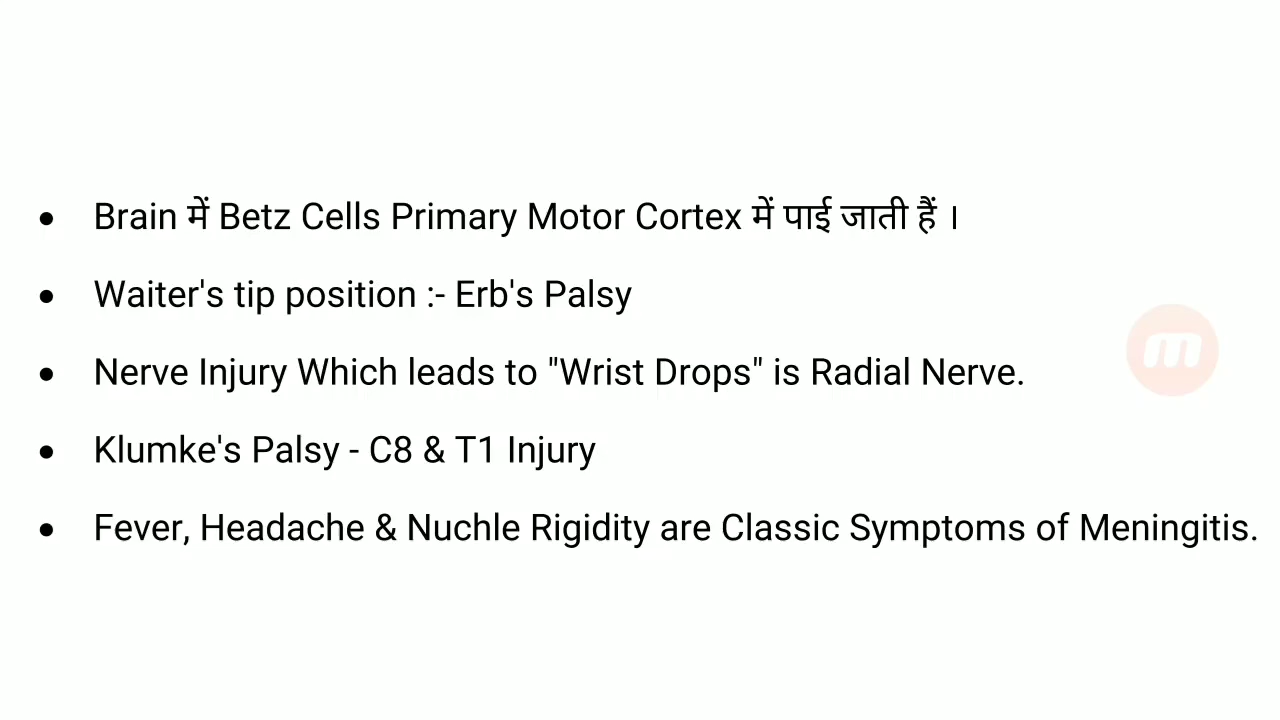 • Brain में Betz Cells Primary Motor Cortex में पाई जाती हैं ।
• Waiter's tip position :- Erb's Palsy
• Nerve Injury Which leads to "Wrist Drops" is Radial Nerve.
• Klumke's Palsy - C8 & T1 Injury
• Fever, Headache & Nuchle Rigidity are Classic Symptoms of Meningitis.
m